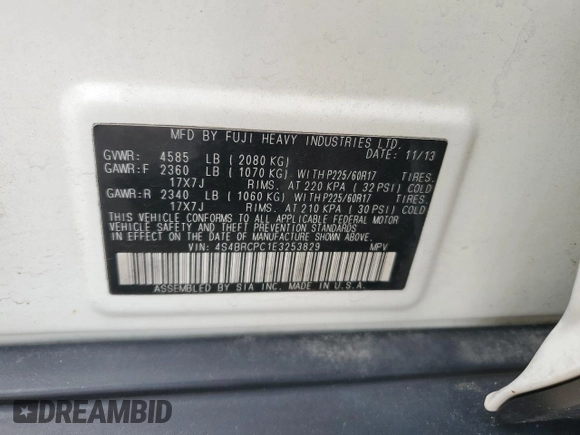 MFD BY FUJI HEAVY INDUSTRIES LTD.
GVWR: 4585 LB ( 2080 KG) DATE: 11/13
GAWR:F 2360 LB ( 1070 KG) WITH P225/60R17 TIRES.
17X7J RIMS. AT 220 KPA ( 32 PSI) COLD
GAWR:R 2340 LB ( 1060 KG) WITH P225/60R17 TIRES.
17X7J RIMS. AT 210 KPA ( 30 PSI) COLD
THIS VEHICLE CONFORMS TO ALL APPLICABLE FEDERAL MOTOR
VEHICLE SAFETY AND THEFT PREVENTION STANDARDS IN EFFECT
ON THE DATE OF MANUFACTURE SHOWN ABOVE.
VIN: 4S4BRCPC1E3253829 MPV
ASSEMBLED BY SIA INC. MADE IN U.S.A.
DREAMBID